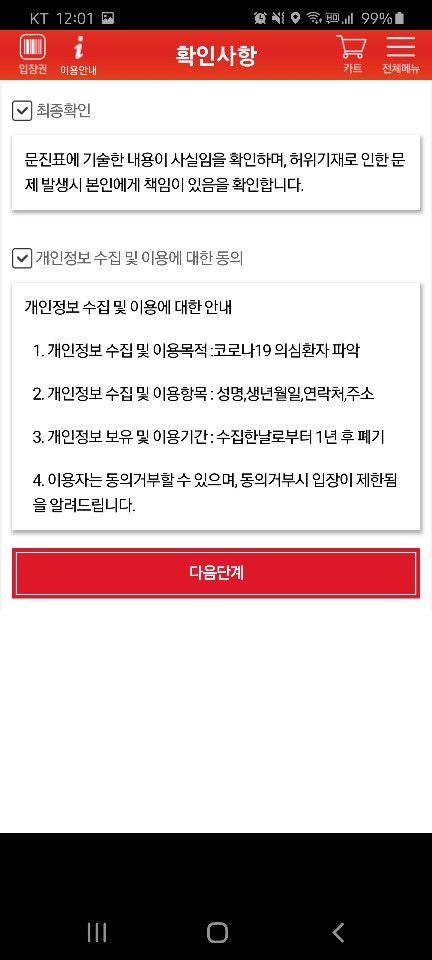 KT 12:01 99%
입장권
이용안내
확인사항
카트
전체메뉴
최종확인
문진표에 기술한 내용이 사실임을 확인하며, 허위기재로 인한 문
제 발생시 본인에게 책임이 있음을 확인합니다.
개인정보 수집 및 이용에 대한 동의
개인정보 수집 및 이용에 대한 안내
1. 개인정보 수집 및 이용목적 :코로나19 의심환자 파악
2. 개인정보 수집 및 이용항목 : 성명,생년월일,연락처,주소
3. 개인정보 보유 및 이용기간 : 수집한날로부터 1년 후 폐기
4. 이용자는 동의거부할 수 있으며, 동의거부시 입장이 제한됨
을 알려드립니다.
다음단계